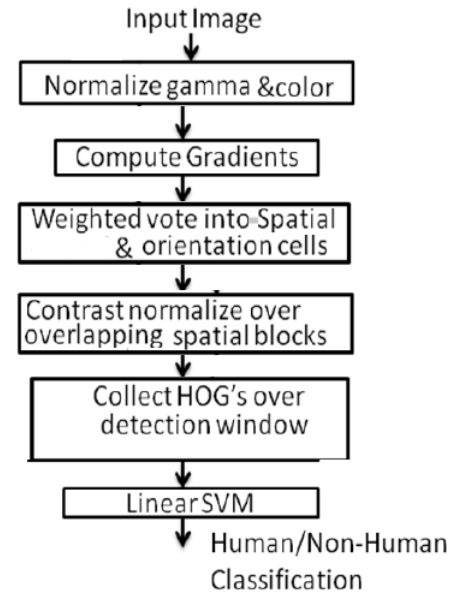 Input Image
Normalize gamma &color
Compute Gradients
Weighted vote into Spatial
& orientation cells
Contrast normalize over
overlapping spatial blocks
Collect HOG's over
detection window
Linear SVM
Human/Non-Human
Classification